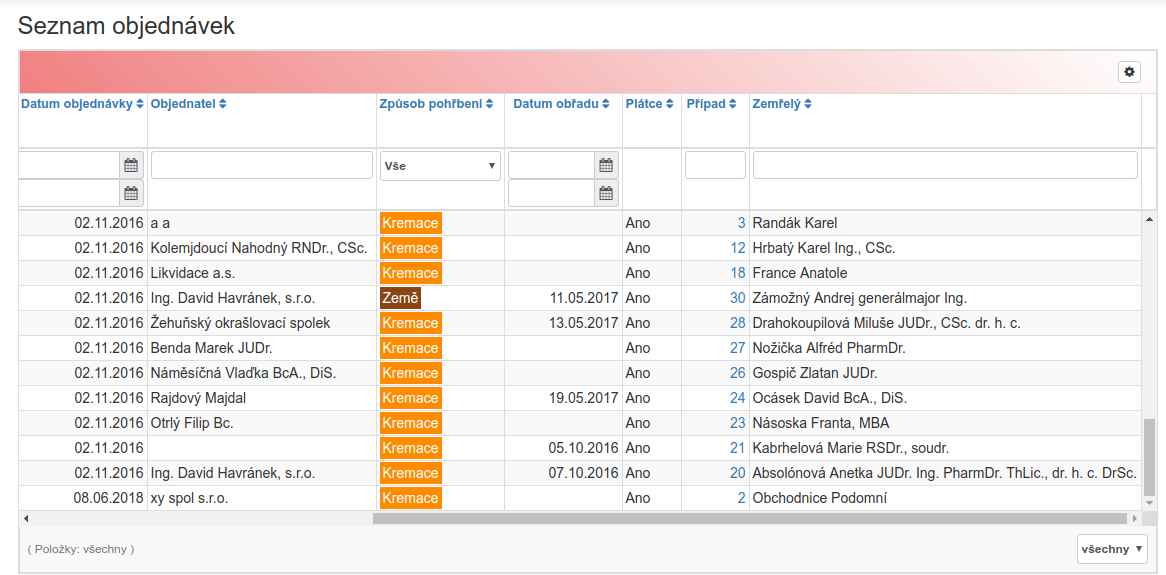 Seznam objednávek
Datum objednávky Objednatel Způsob pohřbení Datum obřadu Plátce Případ Zemřelý
Vše
02.11.2016 a a Kremace Ano 3 Randák Karel
02.11.2016 Kolemjdoucí Nahodný RNDr., CSc. Kremace Ano 12 Hrbatý Karel Ing., CSc.
02.11.2016 Likvidace a.s. Kremace Ano 18 France Anatole
02.11.2016 Ing. David Havránek, s.r.o. Země 11.05.2017 Ano 30 Zámožný Andrej generálmajor Ing.
02.11.2016 Žehuňský okrašlovací spolek Kremace 13.05.2017 Ano 28 Drahokoupilová Miluše JUDr., CSc. dr. h. c.
02.11.2016 Benda Marek JUDr. Kremace Ano 27 Nožička Alfréd PharmDr.
02.11.2016 Náměsíčná Vlaďka BcA., DiS. Kremace Ano 26 Gospič Zlatan JUDr.
02.11.2016 Rajdový Majdal Kremace 19.05.2017 Ano 24 Ocásek David BcA., DiS.
02.11.2016 Otrlý Filip Bc. Kremace Ano 23 Násoska Franta, MBA
02.11.2016 Kremace 05.10.2016 Ano 21 Kabrhelová Marie RSDr., soudr.
02.11.2016 Ing. David Havránek, s.r.o. Kremace 07.10.2016 Ano 20 Absolónová Anetka JUDr. Ing. PharmDr. ThLic., dr. h. c. DrSc.
08.06.2018 xy spol s.r.o. Kremace Ano 2 Obchodnice Podomní
( Položky: všechny ) všechny